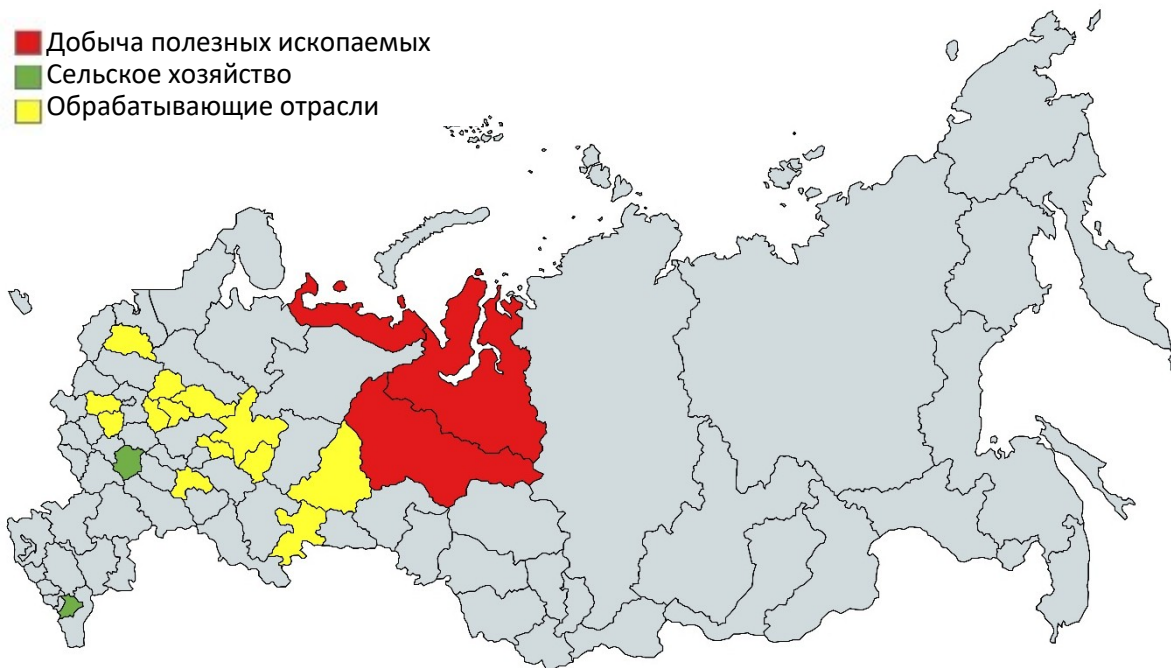 Добыча полезных ископаемых
Сельское хозяйство
Обрабатывающие отрасли